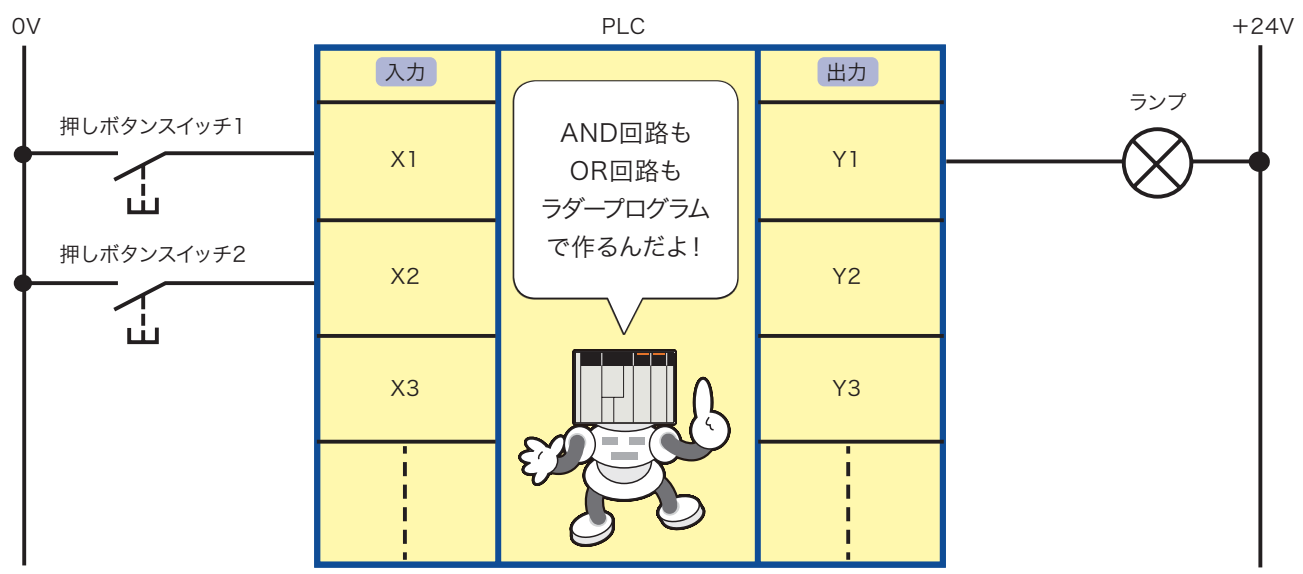 0V
PLC
+24V
入力
出力
ランプ
押しボタンスイッチ1
X1
AND回路も
OR回路も
ラダープログラム
で作るんだよ!
Y1
押しボタンスイッチ2
X2
Y2
X3
Y3